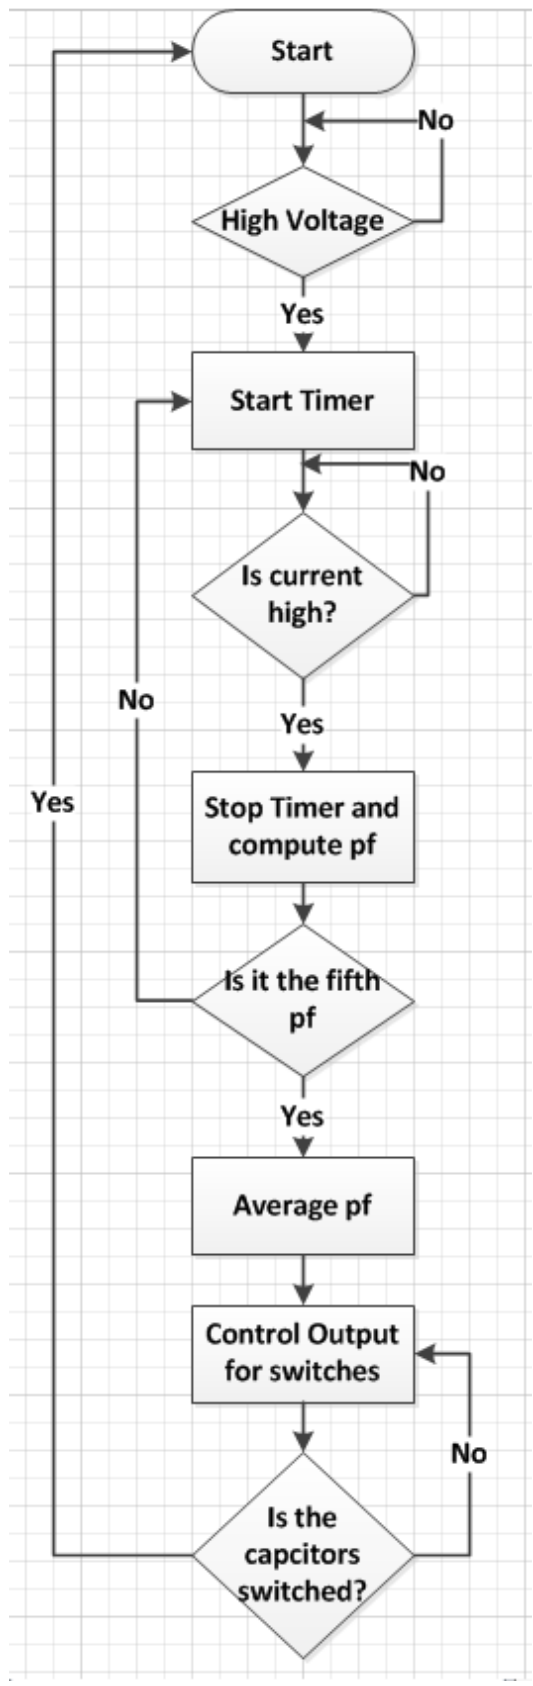 Start
No
High Voltage
Yes
Start Timer
No
Is current
high?
No
Yes
Yes
Stop Timer and
compute pf
Is it the fifth
pf
Yes
Average pf
Control Output
for switches
No
Is the
capcitors
switched?